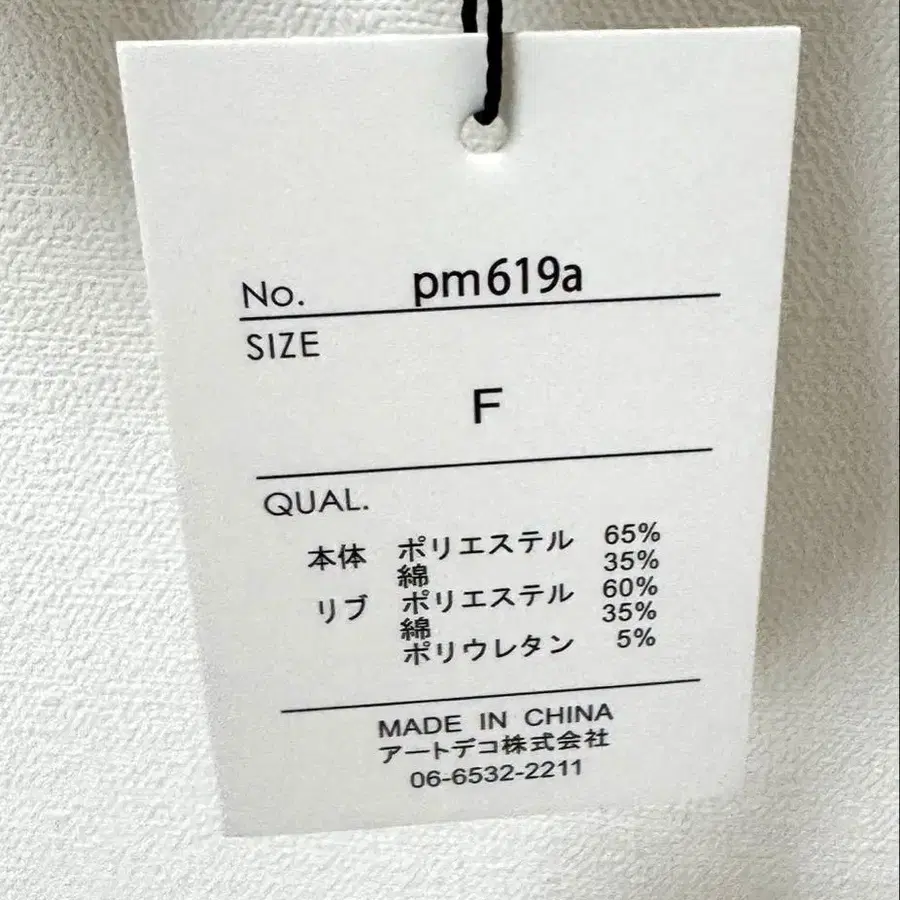 No. pm619a
SIZE
F
QUAL.
本体 ポリエステル 65%
綿 35%
リブ ポリエステル 60%
綿 35%
ポリウレタン 5%
MADE IN CHINA
アートデコ株式会社
06-6532-2211